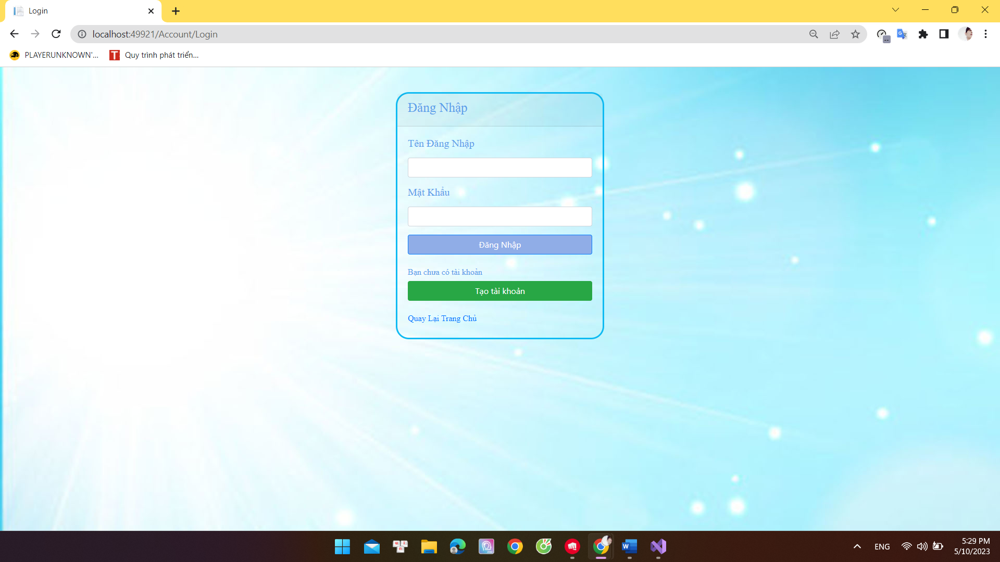 Login
localhost:49921/Account/Login
PLAYERUNKNOWN'...
Quy trình phát triển...
Đăng Nhập
Tên Đăng Nhập
Mật Khẩu
Đăng Nhập
Bạn chưa có tài khoản
Tạo tài khoản
Quay Lại Trang Chủ
ENG
5:29 PM
5/10/2023